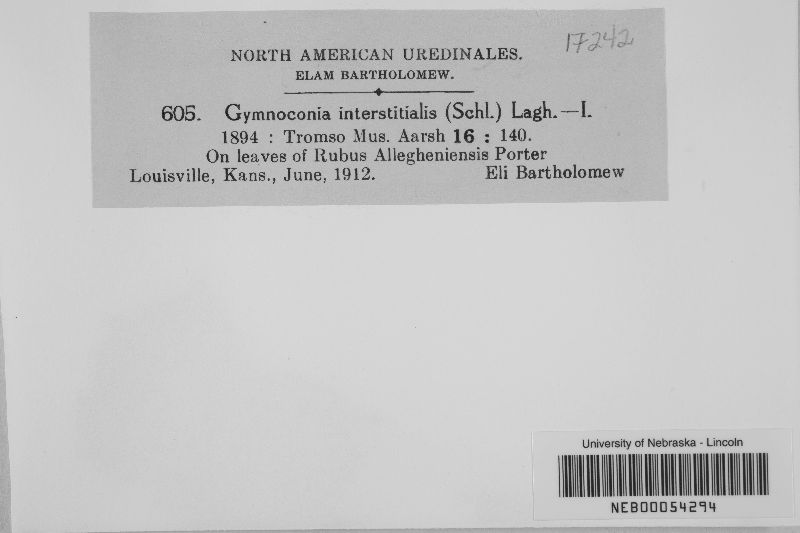 17242
NORTH AMERICAN UREDINALES.
ELAM BARTHOLOMEW.
605. Gymnoconia interstitialis (Schl.) Lagh.—I.
1894 : Tromso Mus. Aarsh 16 : 140.
On leaves of Rubus Allegheniensis Porter
Louisville, Kans., June, 1912. Eli Bartholomew
University of Nebraska - Lincoln
NEB00054294